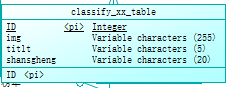 classify_xx_table
ID <pi> Integer
img Variable characters (255)
titlt Variable characters (5)
shangsheng Variable characters (20)
ID <pi>